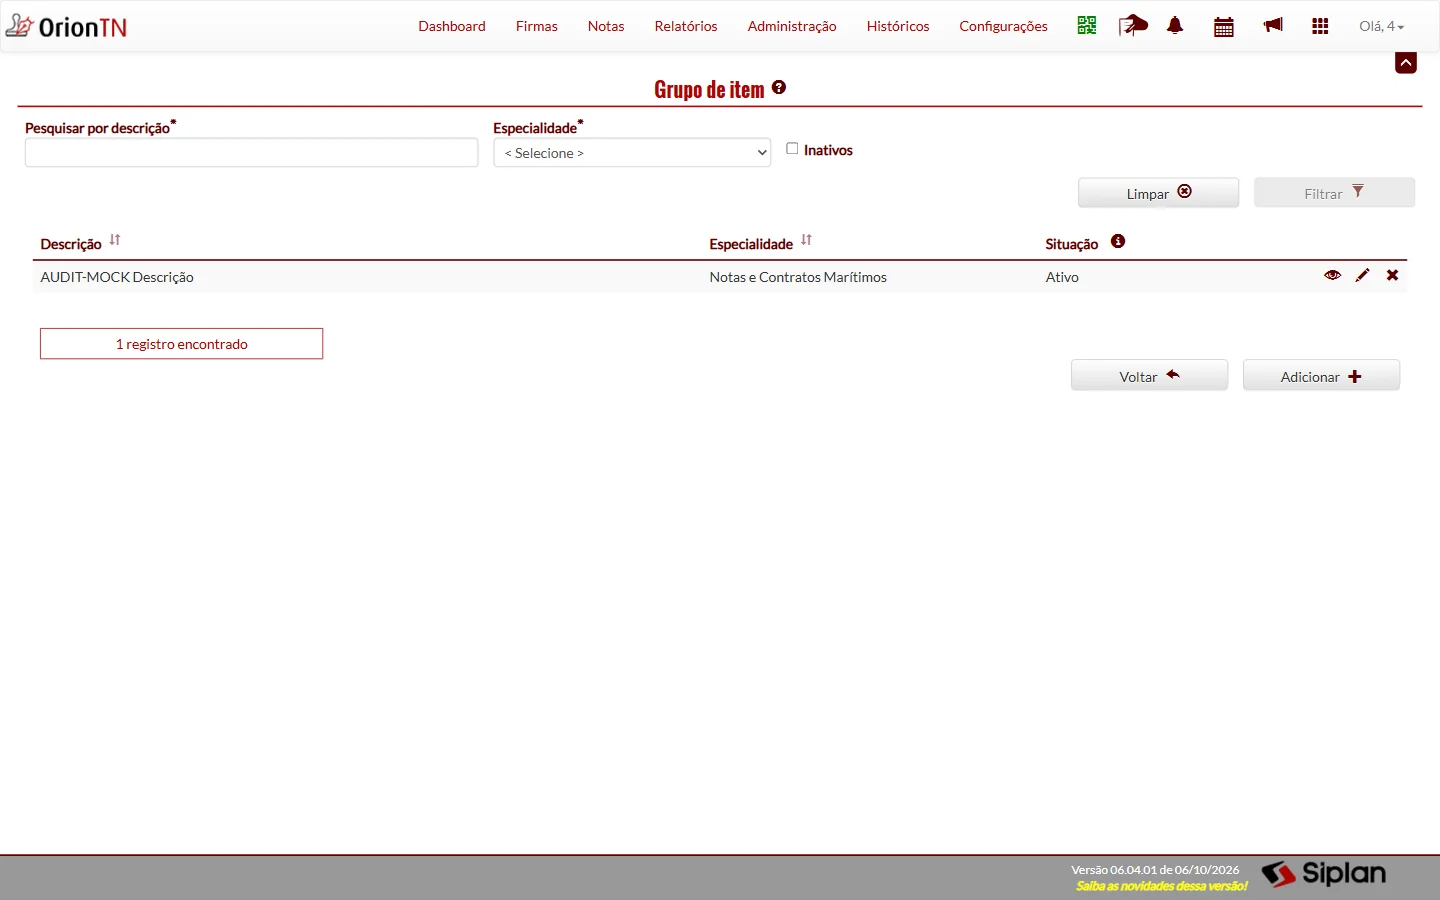 OrionTN
Dashboard Firmas Notas Relatórios Administração Históricos Configurações Olá, 4
Grupo de item ?
Pesquisar por descrição*
Especialidade*
< Selecione >
Inativos
Limpar
Filtrar
Descrição Especialidade Situação
AUDIT-MOCK Descrição Notas e Contratos Marítimos Ativo
1 registro encontrado
Voltar
Adicionar
Versão 06.04.01 de 06/10/2026
Saiba as novidades dessa versão!
Siplan